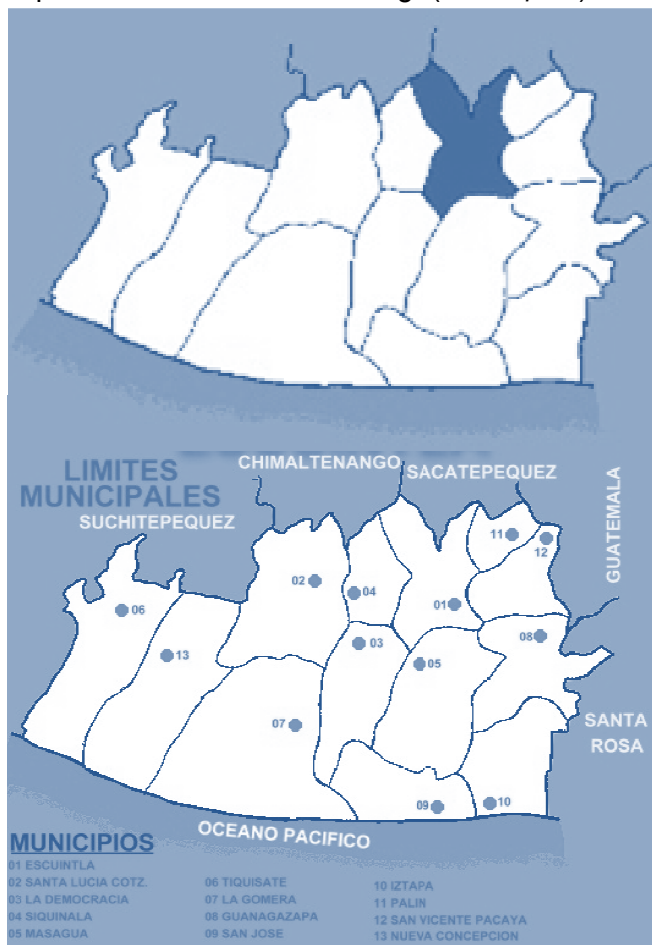 CHIMALTENANGO
SACATEPEQUEZ
LIMITES
MUNICIPALES
SUCHITEPEQUEZ
GUATEMALA
11
12
02
04
01
06
03
08
13
05
07
SANTA
ROSA
09
10
OCEANO PACIFICO
MUNICIPIOS
01 ESCUINTLA
02 SANTA LUCIA COTZ.
03 LA DEMOCRACIA
04 SIQUINALA
05 MASAGUA
06 TIQUISATE
07 LA GOMERA
08 GUANAGAZAPA
09 SAN JOSE
10 IZTAPA
11 PALIN
12 SAN VICENTE PACAYA
13 NUEVA CONCEPCION